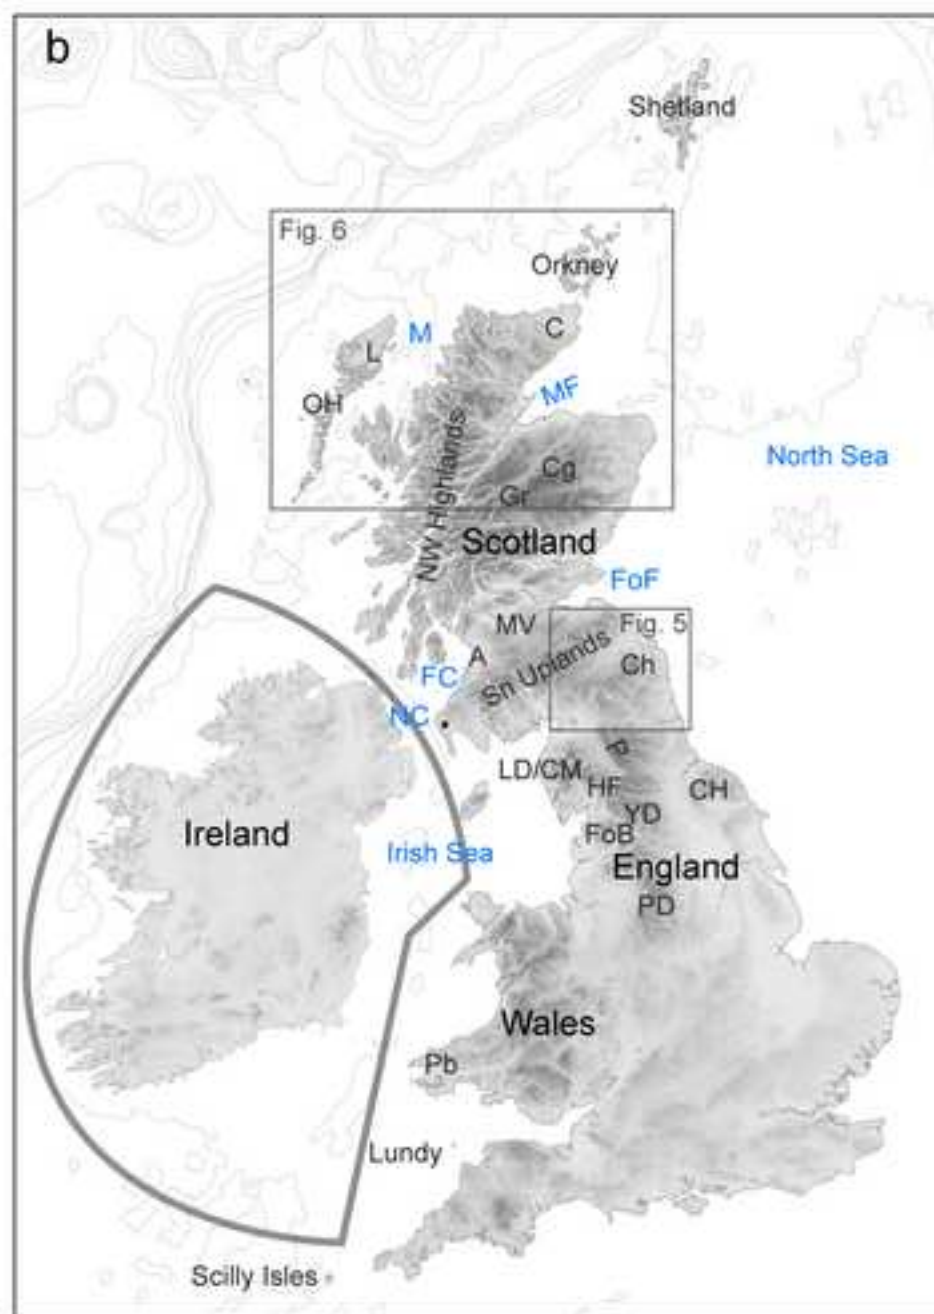 b
Shetland
Fig. 6
Orkney
M
C
L
OH
MF
North Sea
NW Highlands
Cg
Gr
Scotland
FoF
MV
Fig. 5
A
Sn Uplands
Ch
FC
NC
P
LD/CM
HF
CH
YD
Ireland
FoB
Irish Sea
England
PD
Wales
Pb
Lundy
Scilly Isles